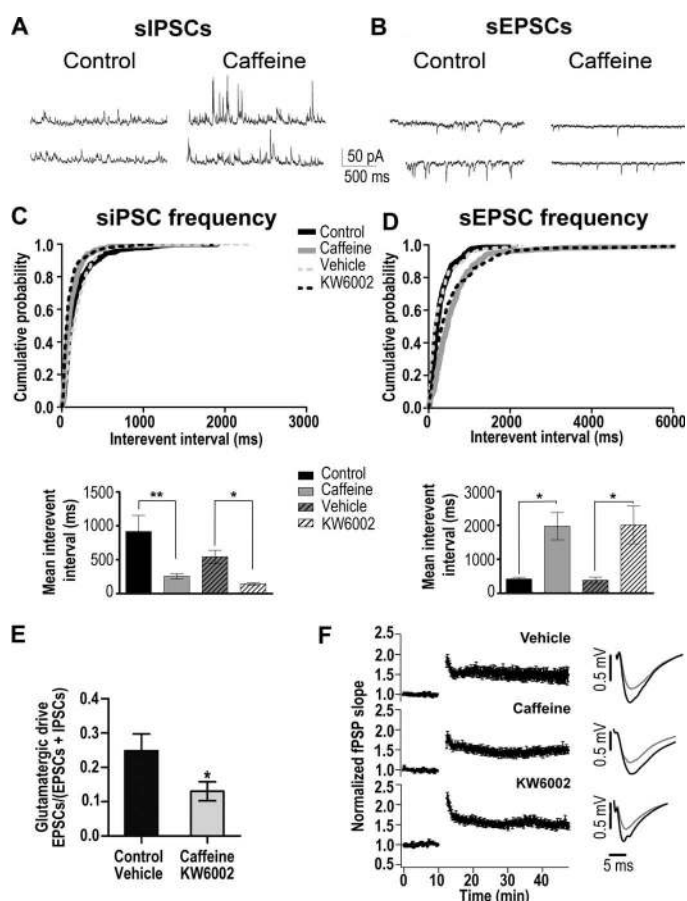 A
sIPSCs
B
sEPSCs
Control
Caffeine
Control
Caffeine
50 pA
500 ms
C
siPSC frequency
D
sEPSC frequency
Cumulative probability
1.0
0.8
0.6
0.4
0.2
0.0
0
1000
2000
3000
Interevent interval (ms)
Control
Caffeine
Vehicle
KW6002
Cumulative probability
1.0
0.8
0.6
0.4
0.2
0.0
0
2000
4000
6000
Interevent interval (ms)
Mean interevent
interval (ms)
1500
1000
500
0
**
*
Control
Caffeine
Vehicle
KW6002
Mean interevent
interval (ms)
3000
2000
1000
0
*
*
E
Glutamatergic drive
EPSCs/(EPSCs + IPSCs)
0.4
0.3
0.2
0.1
0.0
*
Control
Vehicle
Caffeine
KW6002
F
Normalized fPSP slope
2.5
2.0
1.5
1.0
Vehicle
0.5 mV
2.5
2.0
1.5
1.0
Caffeine
0.5 mV
2.5
2.0
1.5
1.0
0.5
KW6002
0.5 mV
0
10
20
30
40
Time (min)
5 ms